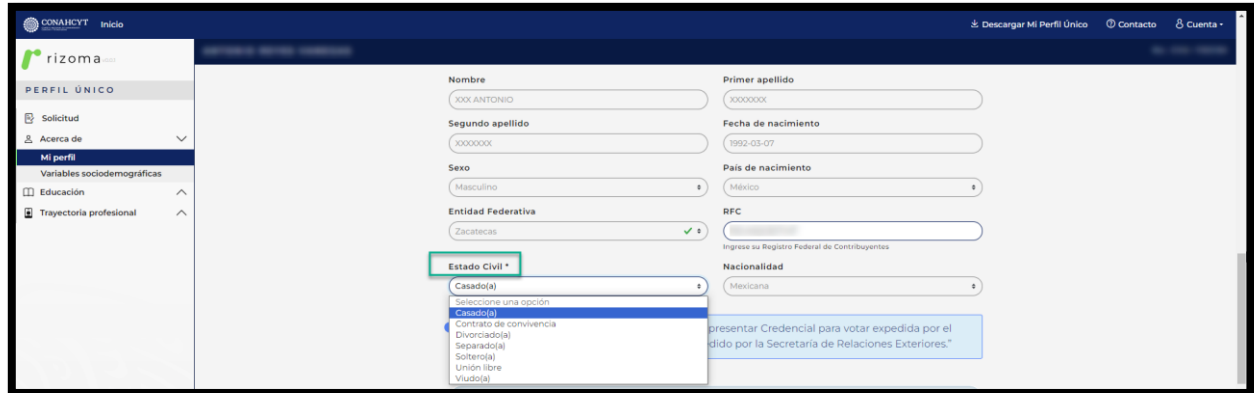 CONAHCYT Inicio Descargar Mi Perfil Único Contacto Cuenta
rizoma
PERFIL ÚNICO
Solicitud
Acerca de
Mi perfil
Variables sociodemográficas
Educación
Trayectoria profesional
Nombre Primer apellido
XXX ANTONIO XXXXXXX
Segundo apellido Fecha de nacimiento
XXXXXXX 1992-03-07
Sexo País de nacimiento
Masculino México
Entidad Federativa RFC
Zacatecas
Ingrese su Registro Federal de Contribuyentes
Estado Civil * Nacionalidad
Casado(a) Mexicana
Seleccione una opción
Casado(a)
Contrato de convivencia
Divorciado(a)
Separado(a)
Soltero(a)
Unión libre
Viudo(a)
presentar Credencial para votar expedida por el
dido por la Secretaría de Relaciones Exteriores."